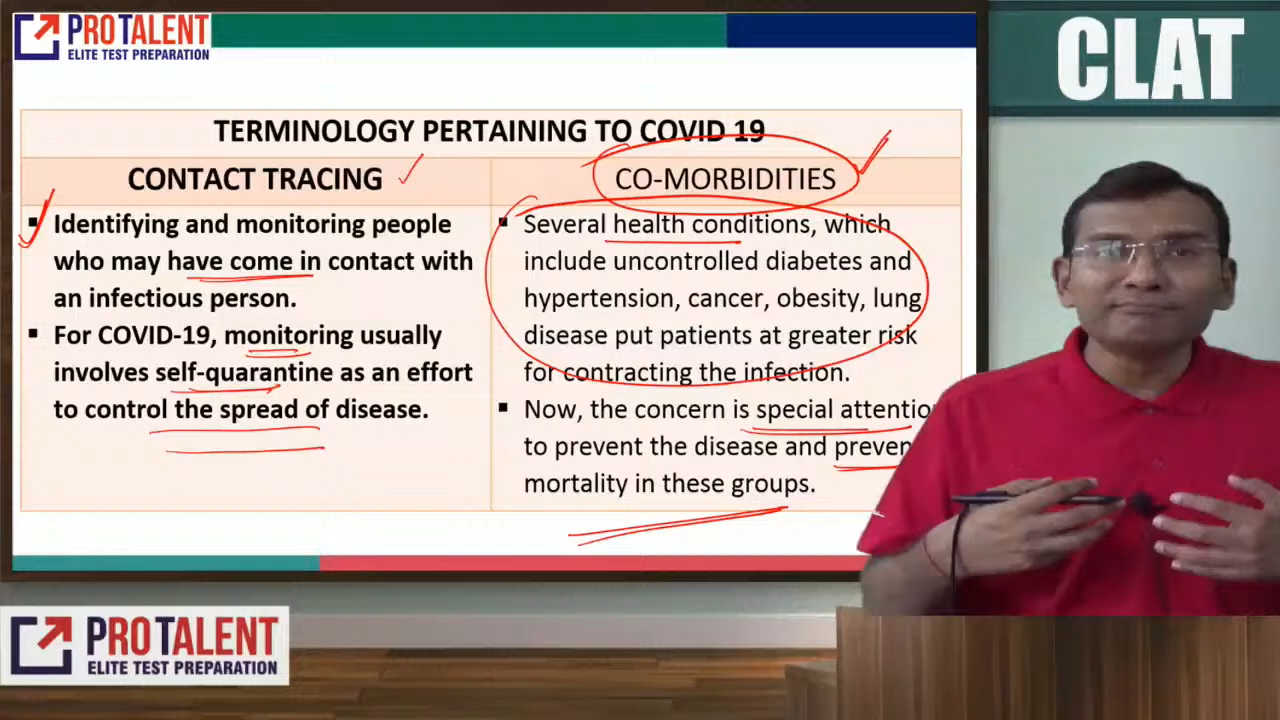 PROTALENT
ELITE TEST PREPARATION
CLAT
TERMINOLOGY PERTAINING TO COVID 19
CONTACT TRACING
▪ Identifying and monitoring people
who may have come in contact with
an infectious person.
▪ For COVID-19, monitoring usually
involves self-quarantine as an effort
to control the spread of disease.
CO-MORBIDITIES
▪ Several health conditions, which
include uncontrolled diabetes and
hypertension, cancer, obesity, lung
disease put patients at greater risk
for contracting the infection.
▪ Now, the concern is special
to prevent the disease and
mortality in these groups.
PROTALENT
ELITE TEST PREPARATION